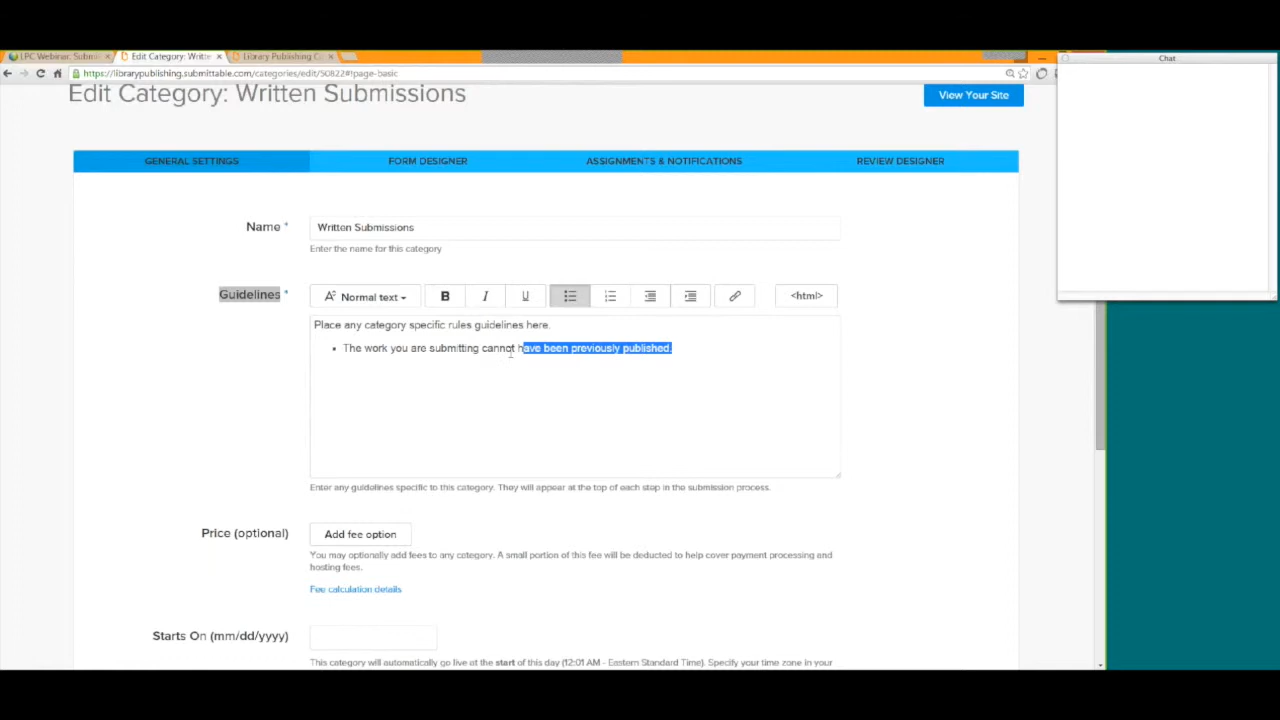 LPC Webinar: Submi
Edit Category: Writte
Library Publishing C
Chat
https://librarypublishing.submittable.com/categories/edit/50822#!page-basic
Edit Category: Written Submissions
View Your Site
GENERAL SETTINGS
FORM DESIGNER
ASSIGNMENTS & NOTIFICATIONS
REVIEW DESIGNER
Name *
Written Submissions
Enter the name for this category
Guidelines *
Normal text
B
I
U
<html>
Place any category specific rules guidelines here.
• The work you are submitting cannot have been previously published.
Enter any guidelines specific to this category. They will appear at the top of each step in the submission process.
Price (optional)
Add fee option
You may optionally add fees to any category. A small portion of this fee will be deducted to help cover payment processing and
hosting fees.
Fee calculation details
Starts On (mm/dd/yyyy)
This category will automatically go live at the start of this day (12:01 AM - Eastern Standard Time). Specify your time zone in your